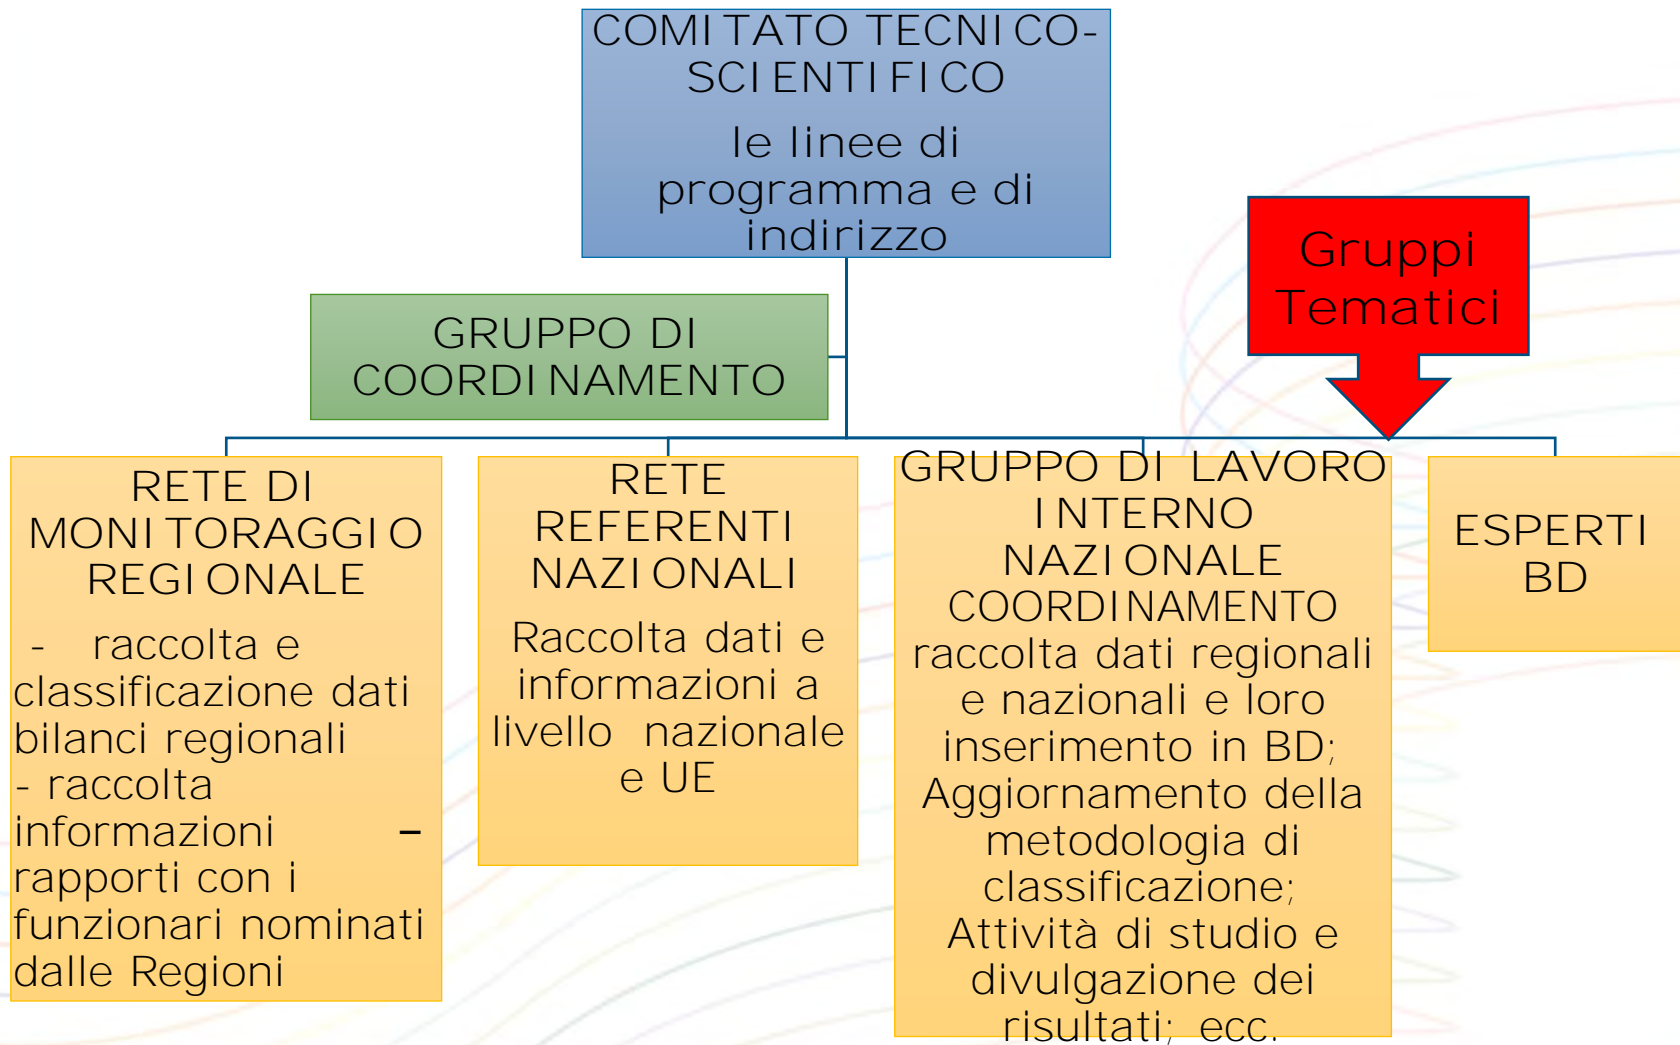 COMITATO TECNICO-
SCIENTIFICO
le linee di
programma e di
indirizzo
Gruppi
Tematici
GRUPPO DI
COORDINAMENTO
RETE DI
MONITORAGGIO
REGIONALE
- raccolta e
classificazione dati
bilanci regionali
- raccolta
informazioni –
rapporti con i
funzionari nominati
dalle Regioni
RETE
REFERENTI
NAZIONALI
Raccolta dati e
informazioni a
livello nazionale
e UE
GRUPPO DI LAVORO
INTERNO
NAZIONALE
COORDINAMENTO
raccolta dati regionali
e nazionali e loro
inserimento in BD;
Aggiornamento della
metodologia di
classificazione;
Attività di studio e
divulgazione dei
risultati; ecc.
ESPERTI
BD